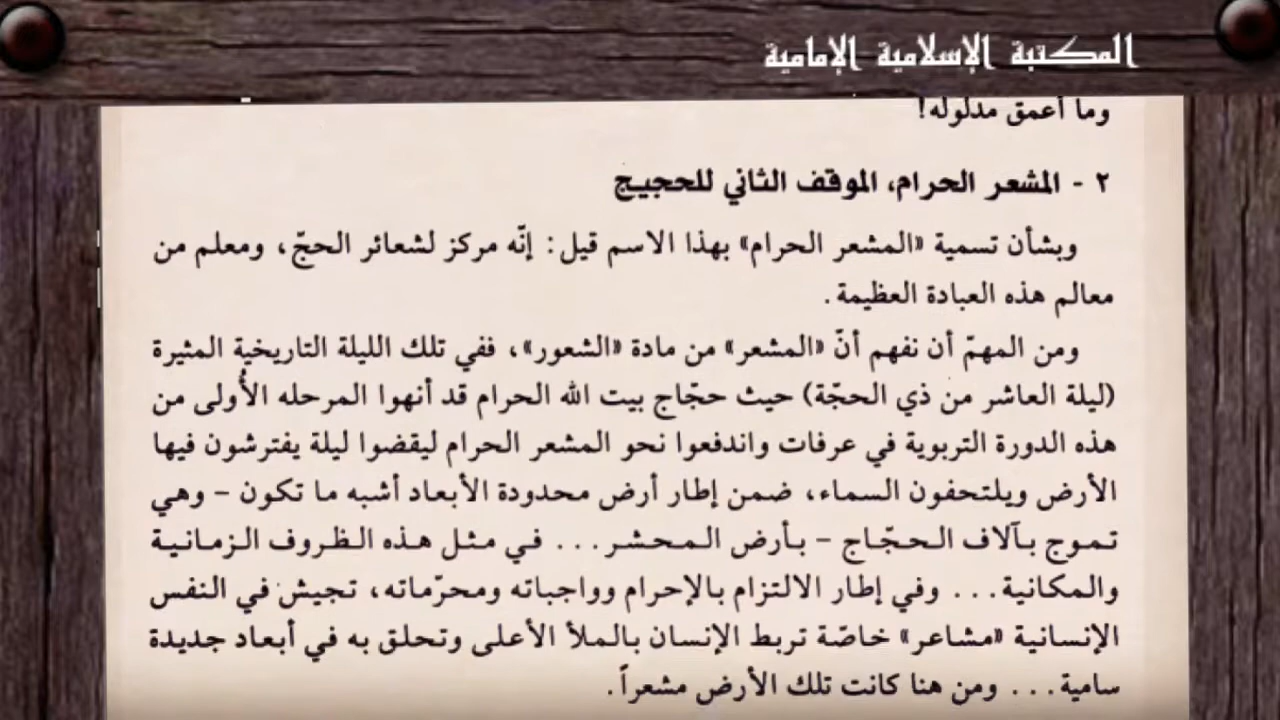 المكتبة الإسلامية الإمامية
وما أعمق مدلوله!
٢ - المشعر الحرام، الموقف الثاني للحجيج
وبشأن تسمية «المشعر الحرام» بهذا الاسم قيل: إنّه مركز لشعائر الحجّ، ومعلم من
معالم هذه العبادة العظيمة.
ومن المهمّ أن نفهم أنّ «المشعر» من مادة «الشعور»، ففي تلك الليلة التاريخية المثيرة
(ليلة العاشر من ذي الحجّة) حيث حجّاج بيت الله الحرام قد أنهوا المرحله الأُولى من
هذه الدورة التربوية في عرفات واندفعوا نحو المشعر الحرام ليقضوا ليلة يفترشون فيها
الأرض ويلتحفون السماء، ضمن إطار أرض محدودة الأبعاد أشبه ما تكون – وهي
تموج بآلاف الحجّاج – بأرض المحشر... في مثل هذه الظروف الزمانية
والمكانية... وفي إطار الالتزام بالإحرام وواجباته ومحرّماته، تجيش في النفس
الإنسانية «مشاعر» خاصّة تربط الإنسان بالملأ الأعلى وتحلق به في أبعاد جديدة
سامية... ومن هنا كانت تلك الأرض مشعراً.